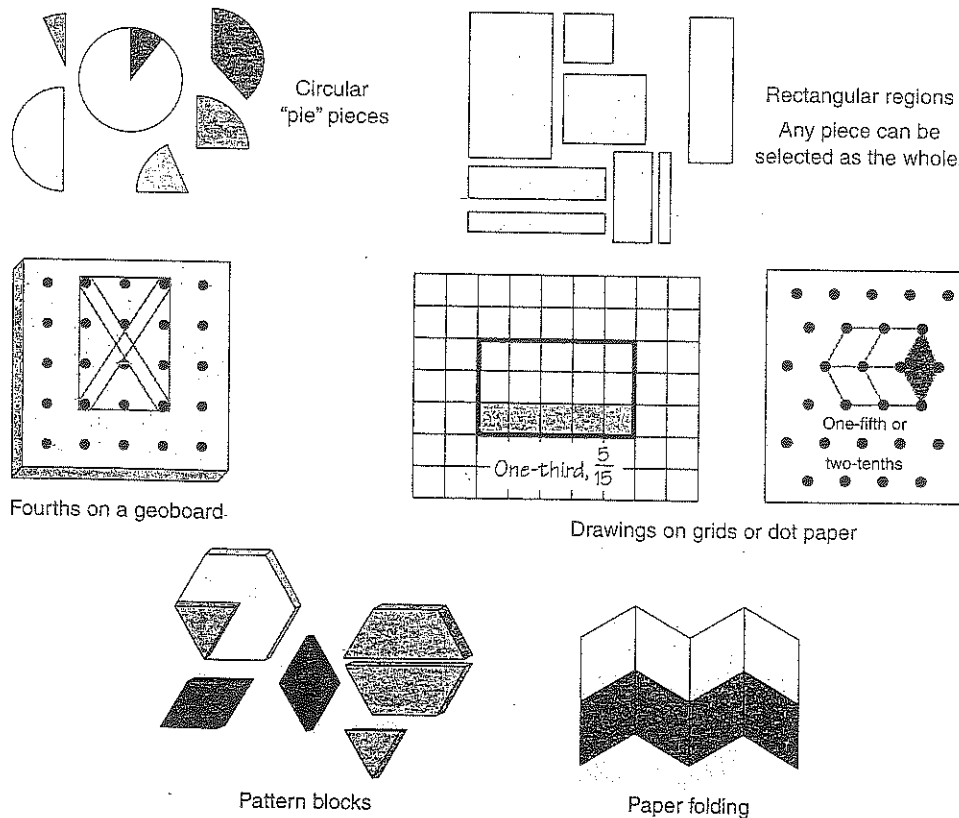 Circular
"pie" pieces
Rectangular regions
Any piece can be
selected as the whole.
Fourths on a geoboard
One-third, 5/15
One-fifth or
two-tenths
Drawings on grids or dot paper
Pattern blocks
Paper folding